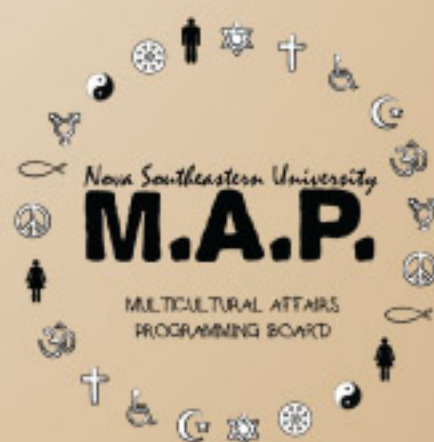 Nova Southeastern University
M.A.P.
MULTICULTURAL AFFAIRS
PROGRAMMING BOARD